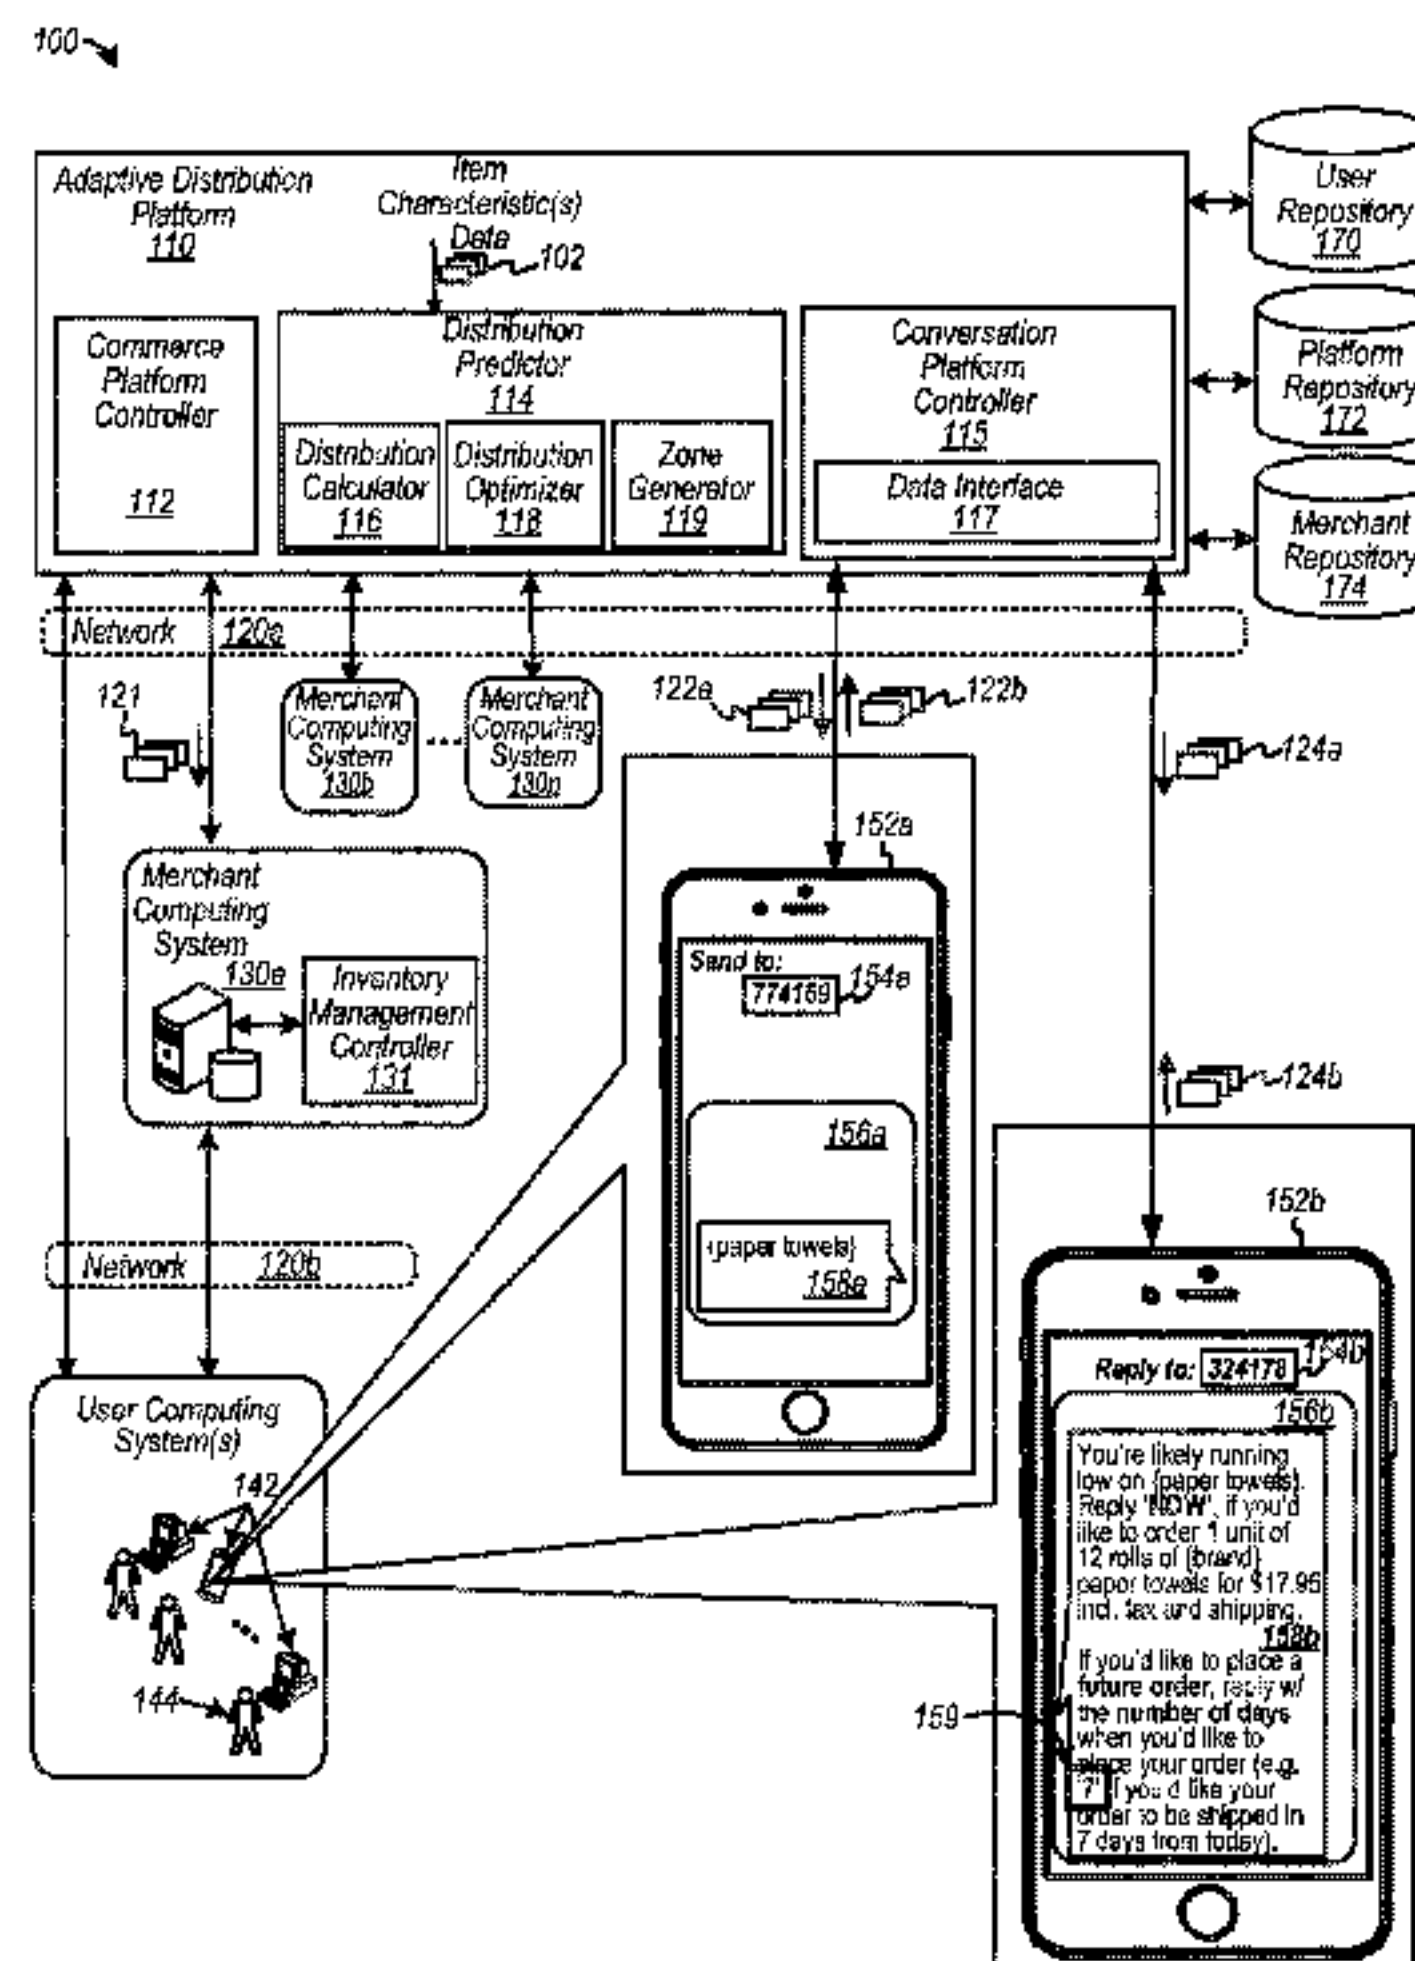 100
Adaptive Distribution
Platform
110
Item
Characteristic(s)
Data
102
User
Repository
170
Commerce
Platform
Controller
112
Distribution
Predictor
114
Distribution
Calculator
116
Distribution
Optimizer
118
Zone
Generator
119
Conversation
Platform
Controller
115
Data Interface
117
Platform
Repository
172
Merchant
Repository
174
Network 120a
121
Merchant
Computing
System
130b
Merchant
Computing
System
130n
122a
122b
124a
152a
Merchant
Computing
System
130a
Inventory
Management
Controller
131
Send to:
774169
154a
156a
{paper towels}
158a
124b
152b
Network 120b
User Computing
System(s)
142
144
Reply to: 324178
154b
156b
You're likely running
low on {paper towels}.
Reply 'NOW', if you'd
like to order 1 unit of
12 rolls of {brand}
paper towels for $17.95
incl. tax and shipping.
158b
If you'd like to place a
future order, reply w/
the number of days
when you'd like to
place your order (e.g.
'7' if you'd like your
order to be shipped in
7 days from today).
159